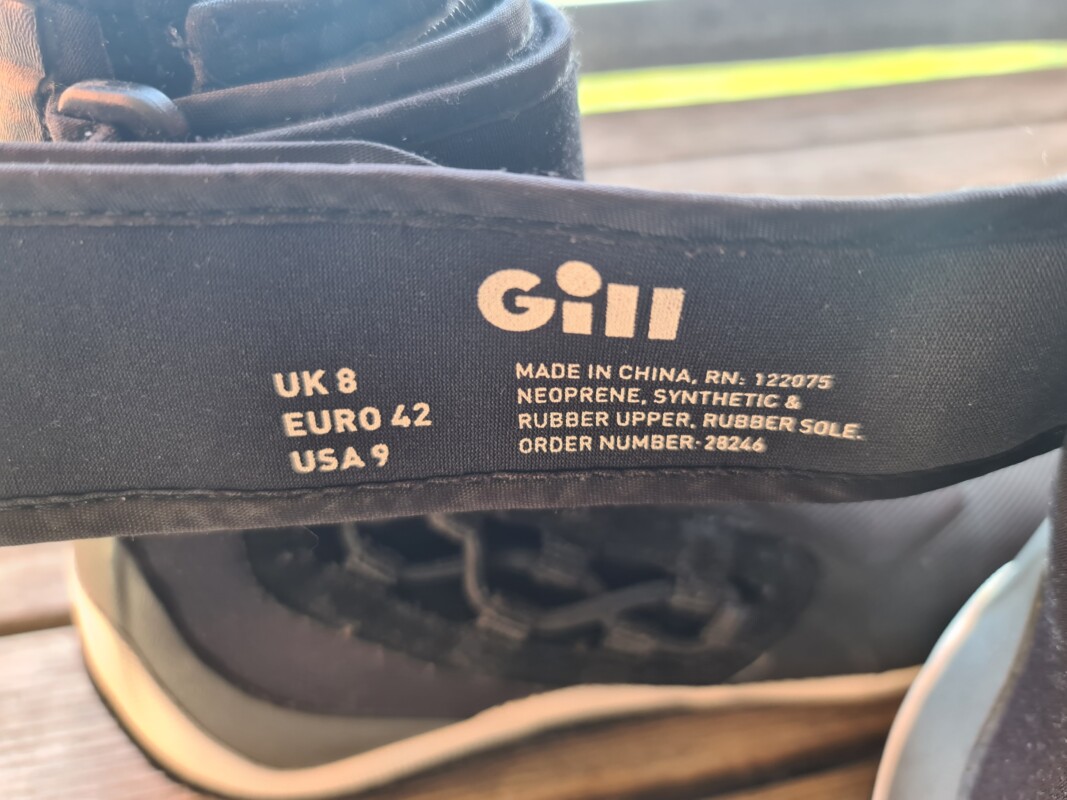 Gill
UK 8
EURO 42
USA 9
MADE IN CHINA, RN: 122075
NEOPRENE, SYNTHETIC &
RUBBER UPPER, RUBBER SOLE.
ORDER NUMBER: 28246